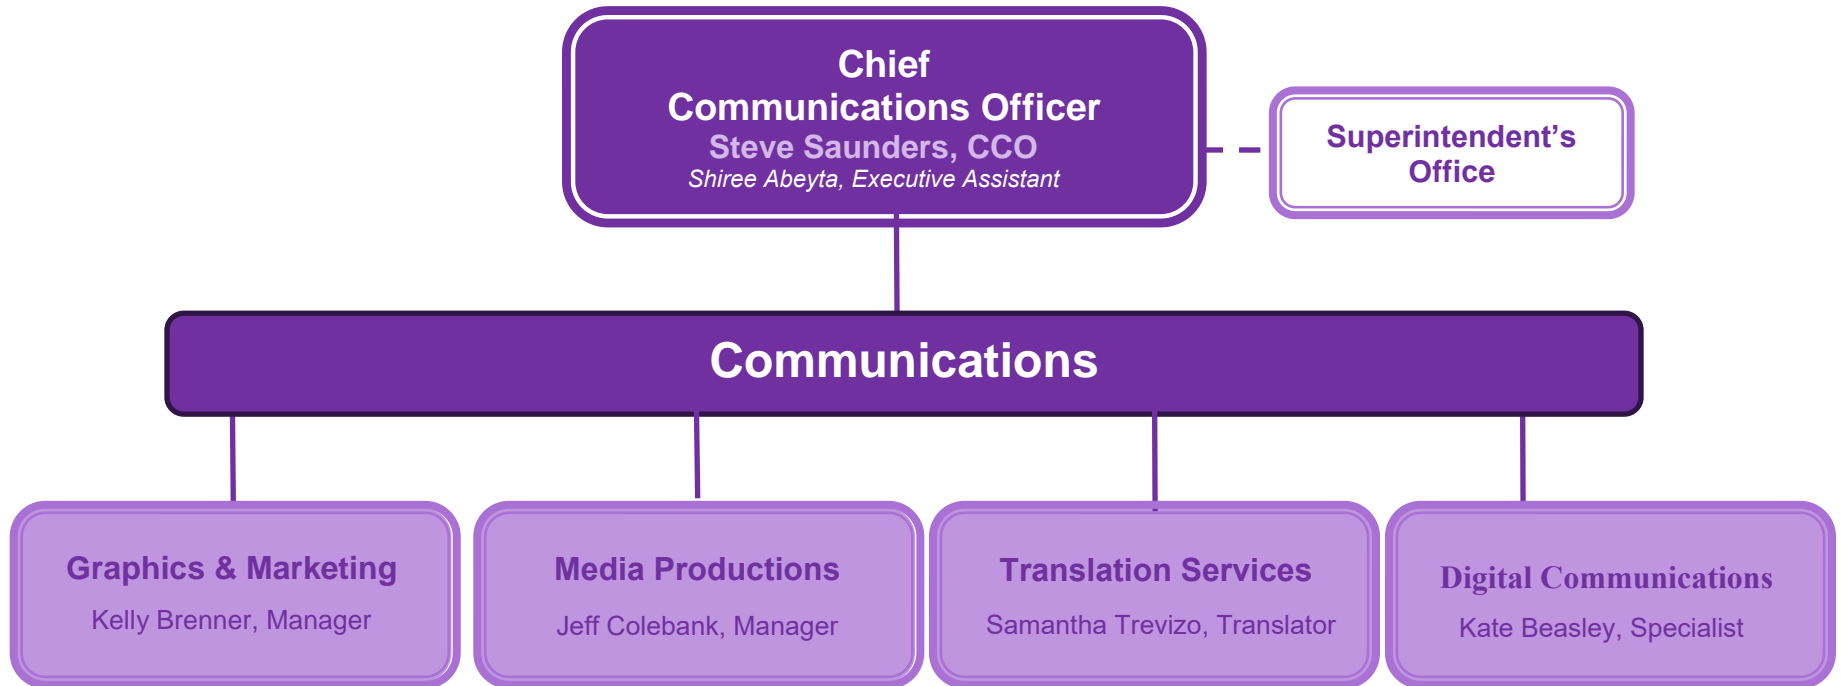 Chief
Communications Officer
Steve Saunders, CCO
Shiree Abeyta, Executive Assistant
Superintendent’s
Office
Communications
Graphics & Marketing
Kelly Brenner, Manager
Media Productions
Jeff Colebank, Manager
Translation Services
Samantha Trevizo, Translator
Digital Communications
Kate Beasley, Specialist